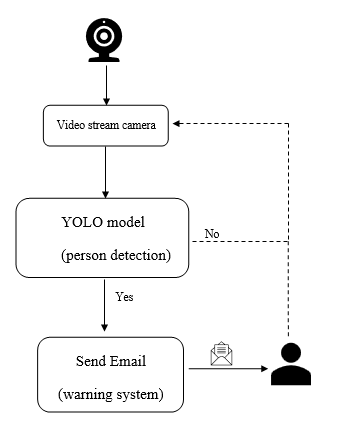 Video stream camera
YOLO model
(person detection)
No
Yes
Send Email
(warning system)